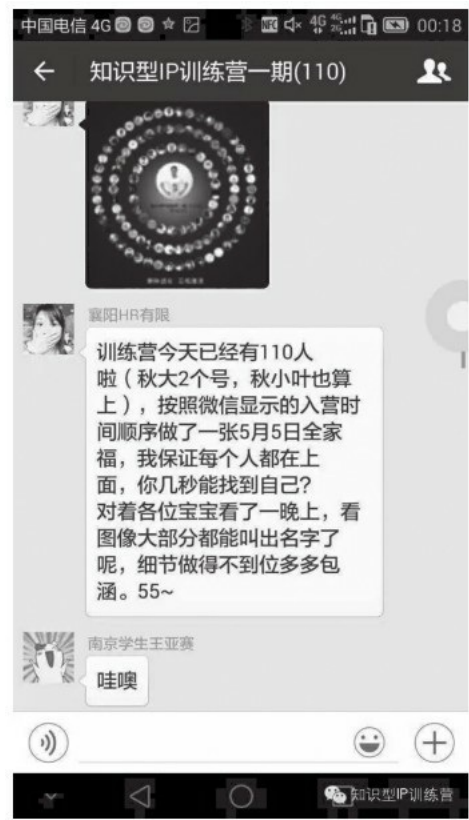 中国电信 4G 00:18
知识型IP训练营一期(110)
襄阳HR有限
训练营今天已经有110人
啦（秋大2个号，秋小叶也算
上），按照微信显示的入营时
间顺序做了一张5月5日全家
福，我保证每个人都在上
面，你几秒能找到自己？
对着各位宝宝看了一晚上，看
图像大部分都能叫出名字了
呢，细节做得不到位多多包
涵。55~
南京学生王亚赛
哇噢
知识型IP训练营